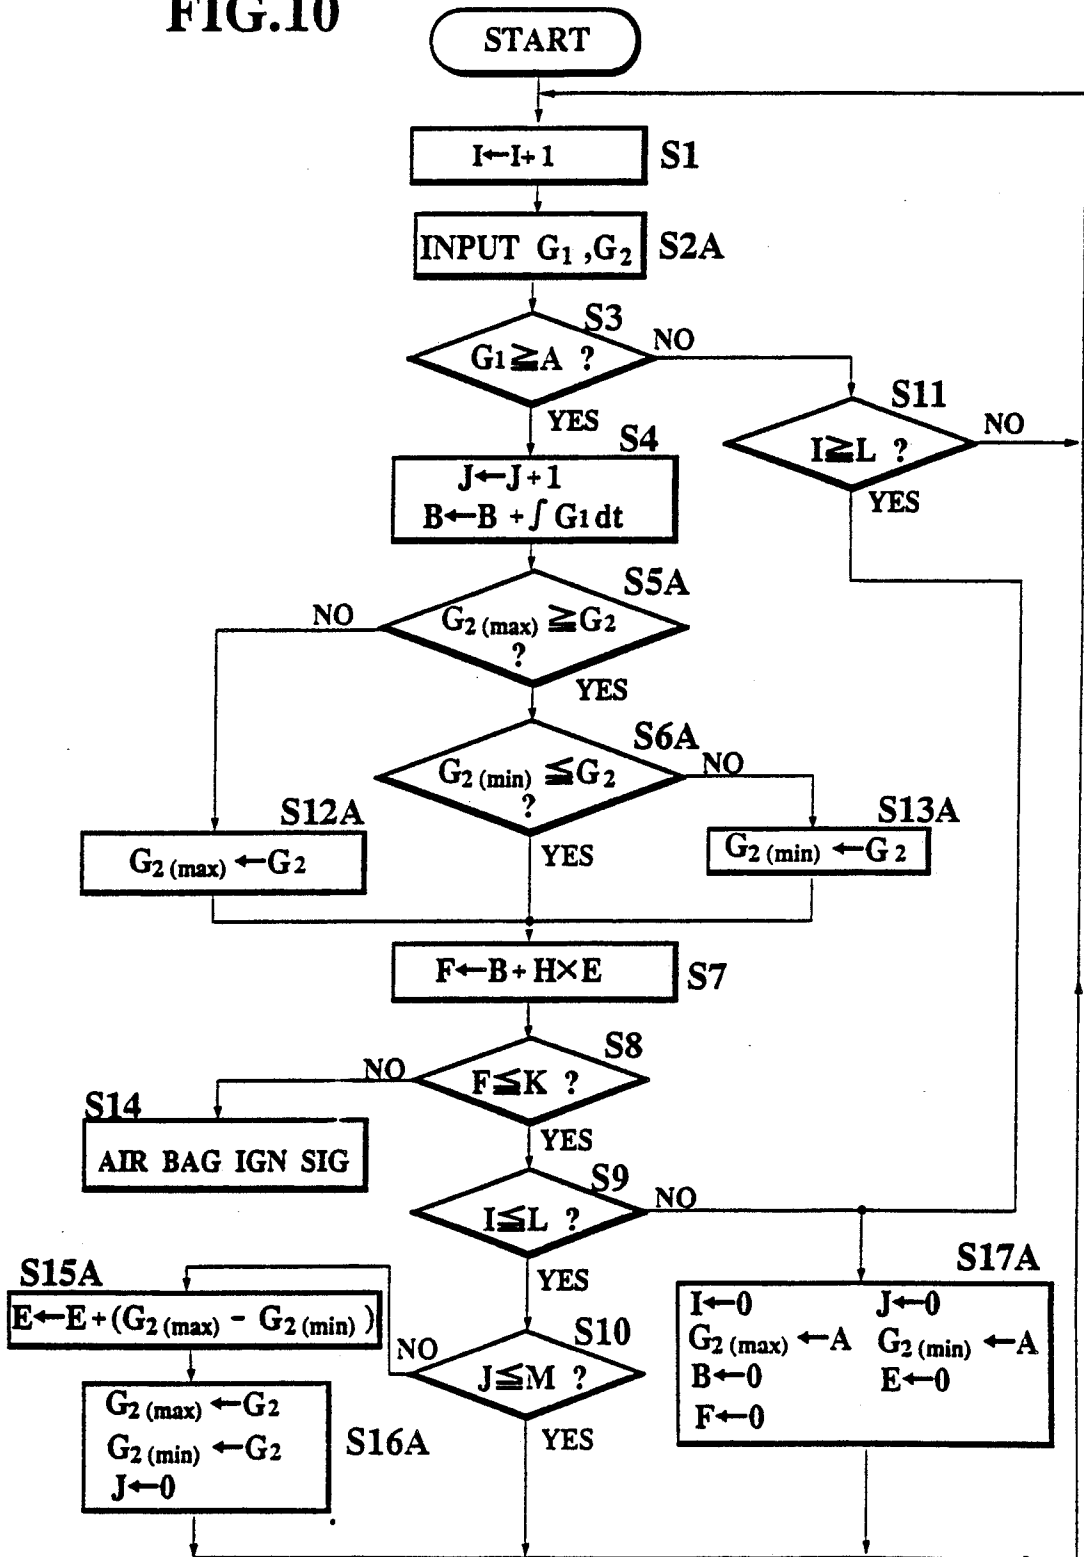 FIG.10
START
I←I+1
S1
INPUT G1 ,G2
S2A
S3
G1≧A ?
NO
YES
S11
I≧L ?
NO
YES
S4
J←J+1
B←B +∫ G1dt
S5A
G2 (max) ≧G2
?
NO
YES
S6A
G2 (min) ≦G2
?
NO
YES
S12A
G2 (max) ←G2
S13A
G2 (min) ←G2
F←B+H×E
S7
S8
F≦K ?
NO
YES
S14
AIR BAG IGN SIG
S9
I≦L ?
NO
YES
S15A
E←E+(G2 (max) - G2 (min) )
S10
J≦M ?
NO
YES
S17A
I←0 J←0
G2 (max) ←A G2 (min) ←A
B←0 E←0
F←0
G2 (max) ←G2
G2 (min) ←G2
J←0
S16A